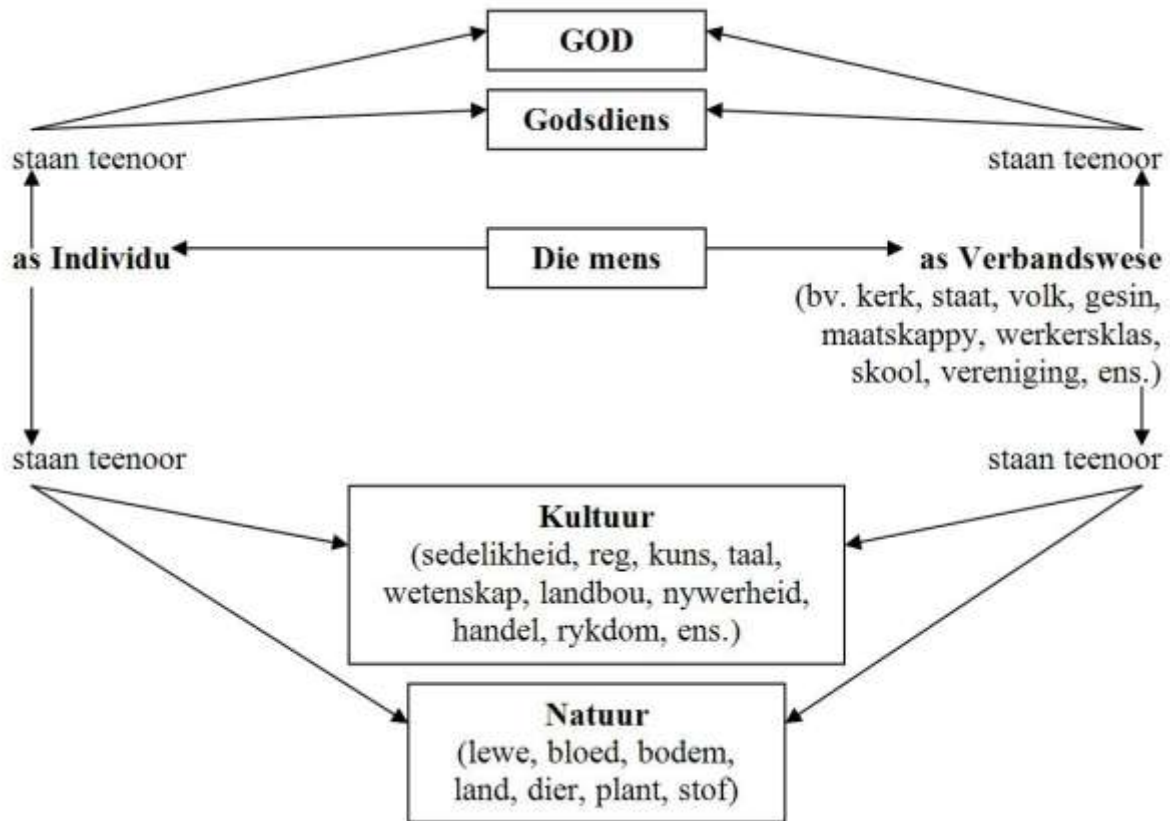 GOD
Godsdiens
staan teenoor
staan teenoor
as Individu
Die mens
as Verbandswese
(bv. kerk, staat, volk, gesin,
maatskappy, werkersklas,
skool, vereniging, ens.)
staan teenoor
staan teenoor
Kultuur
(sedelikheid, reg, kuns, taal,
wetenskap, landbou, nywerheid,
handel, rykdom, ens.)
Natuur
(lewe, bloed, bodem,
land, dier, plant, stof)